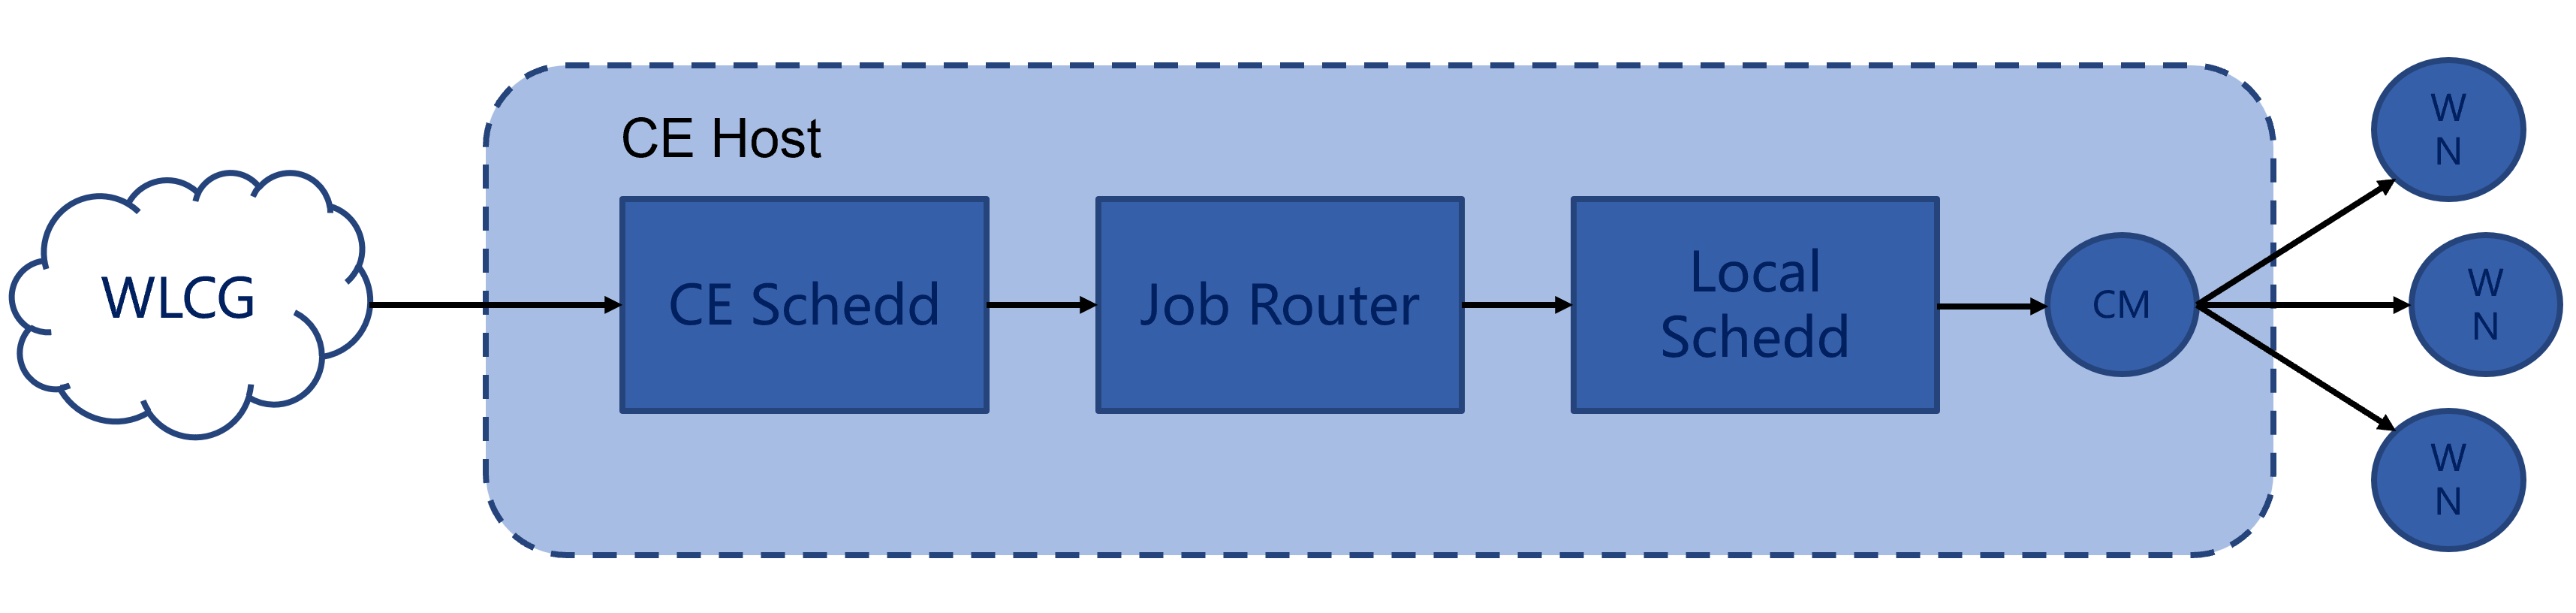 CE Host
WLCG
CE Schedd
Job Router
Local
Schedd
CM
W
N
W
N
W
N